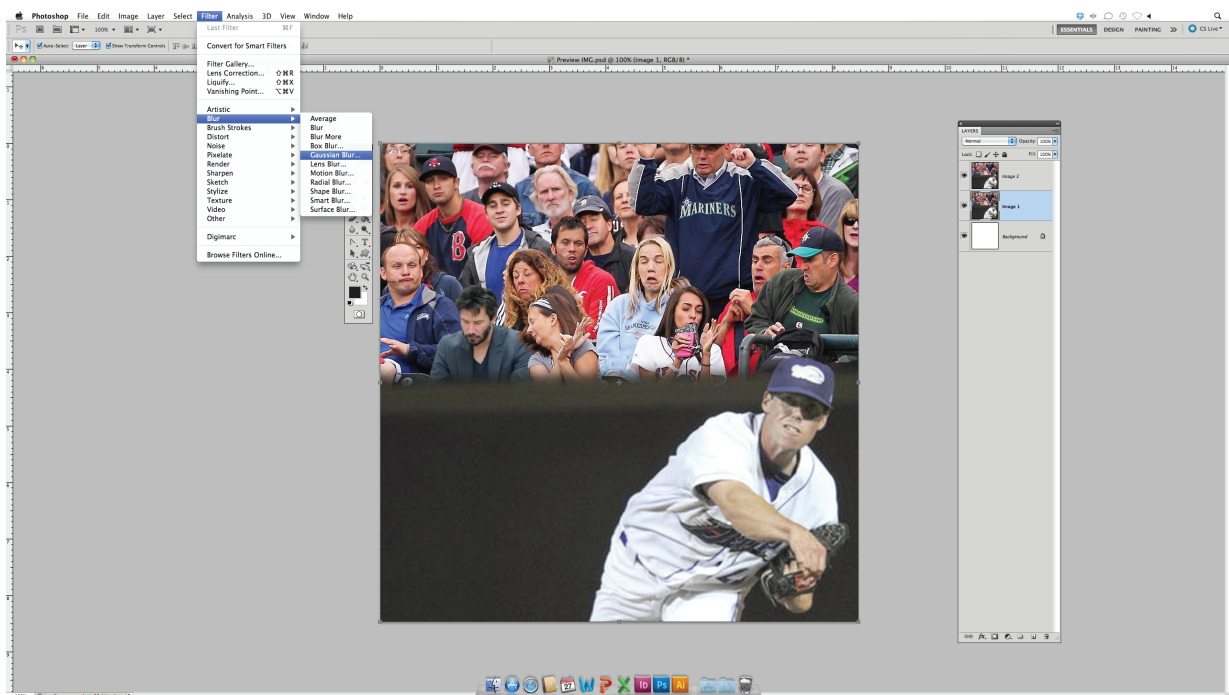 Photoshop File Edit Image Layer Select Filter Analysis 3D View Window Help
Ps 100% ESSENTIALS DESIGN PAINTING CS Live
Auto-Select: Layer Show Transform Controls
Preview IMG.psd @ 100% (Image 1, RGB/8) *
Last Filter ⌘F
Convert for Smart Filters
Filter Gallery...
Lens Correction... ⇧⌘R
Liquify... ⇧⌘X
Vanishing Point... ⌥⌘V
Artistic
Blur
Brush Strokes
Distort
Noise
Pixelate
Render
Sharpen
Sketch
Stylize
Texture
Video
Other
Digimarc
Browse Filters Online...
Average
Blur
Blur More
Box Blur...
Gaussian Blur...
Lens Blur...
Motion Blur...
Radial Blur...
Shape Blur...
Smart Blur...
Surface Blur...
MARINERS
B
LAYERS
Normal Opacity: 100%
Lock: Fill: 100%
Image 2
Image 1
Background
27
W P X ID Ps Ai